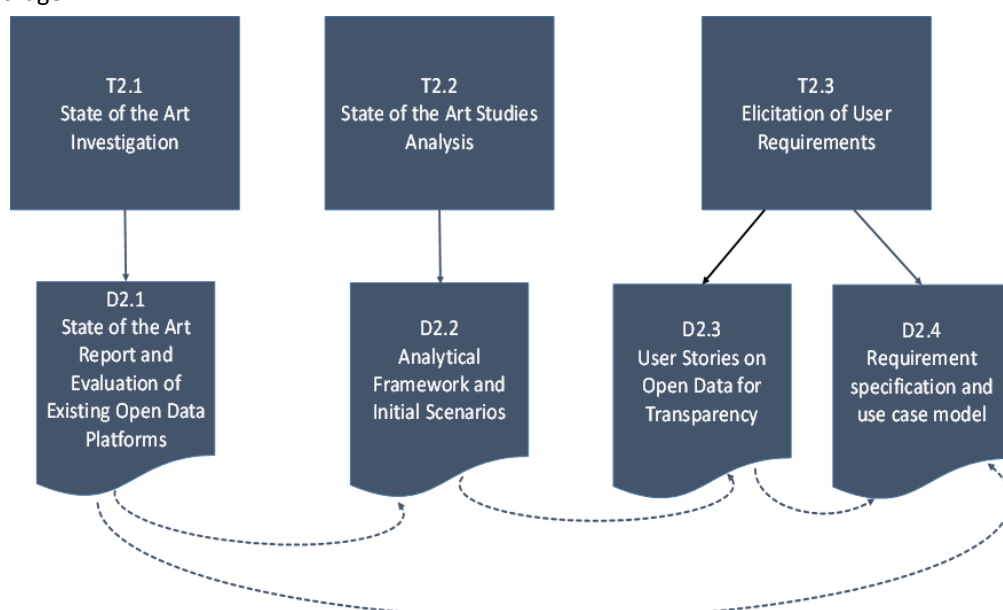 T2.1
State of the Art
Investigation
T2.2
State of the Art Studies
Analysis
T2.3
Elicitation of User
Requirements
D2.1
State of the Art
Report and
Evaluation of
Existing Open Data
Platforms
D2.2
Analytical
Framework and
Initial Scenarios
D2.3
User Stories on
Open Data for
Transparency
D2.4
Requirement
specification and
use case model